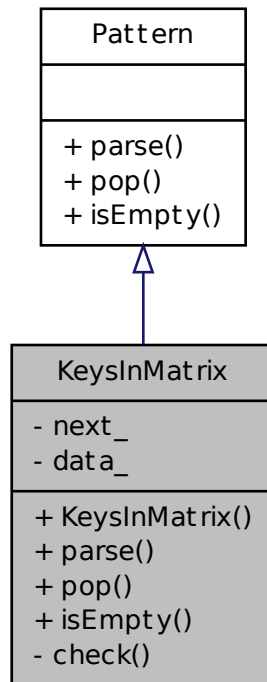 Pattern
+ parse()
+ pop()
+ isEmpty()
KeysInMatrix
- next_
- data_
+ KeysInMatrix()
+ parse()
+ pop()
+ isEmpty()
- check()